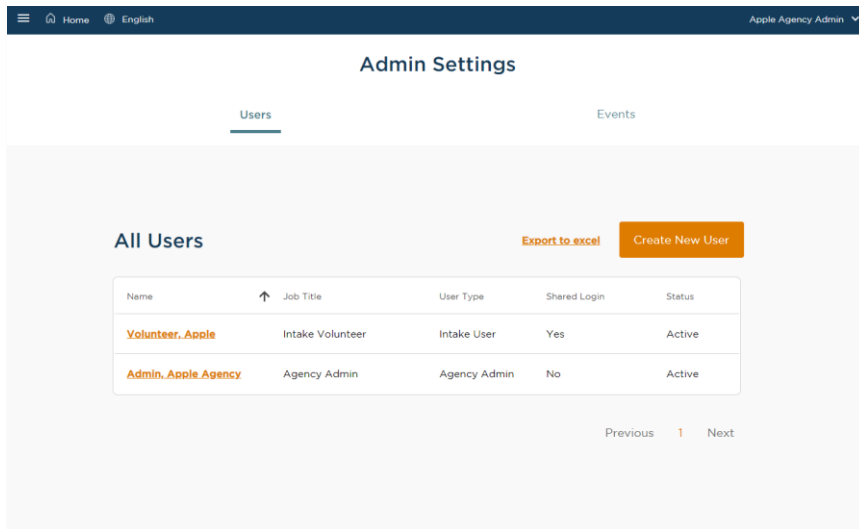 Home English Apple Agency Admin
Admin Settings
Users Events
All Users Export to excel Create New User
Name Job Title User Type Shared Login Status
Volunteer, Apple Intake Volunteer Intake User Yes Active
Admin, Apple Agency Agency Admin Agency Admin No Active
Previous 1 Next